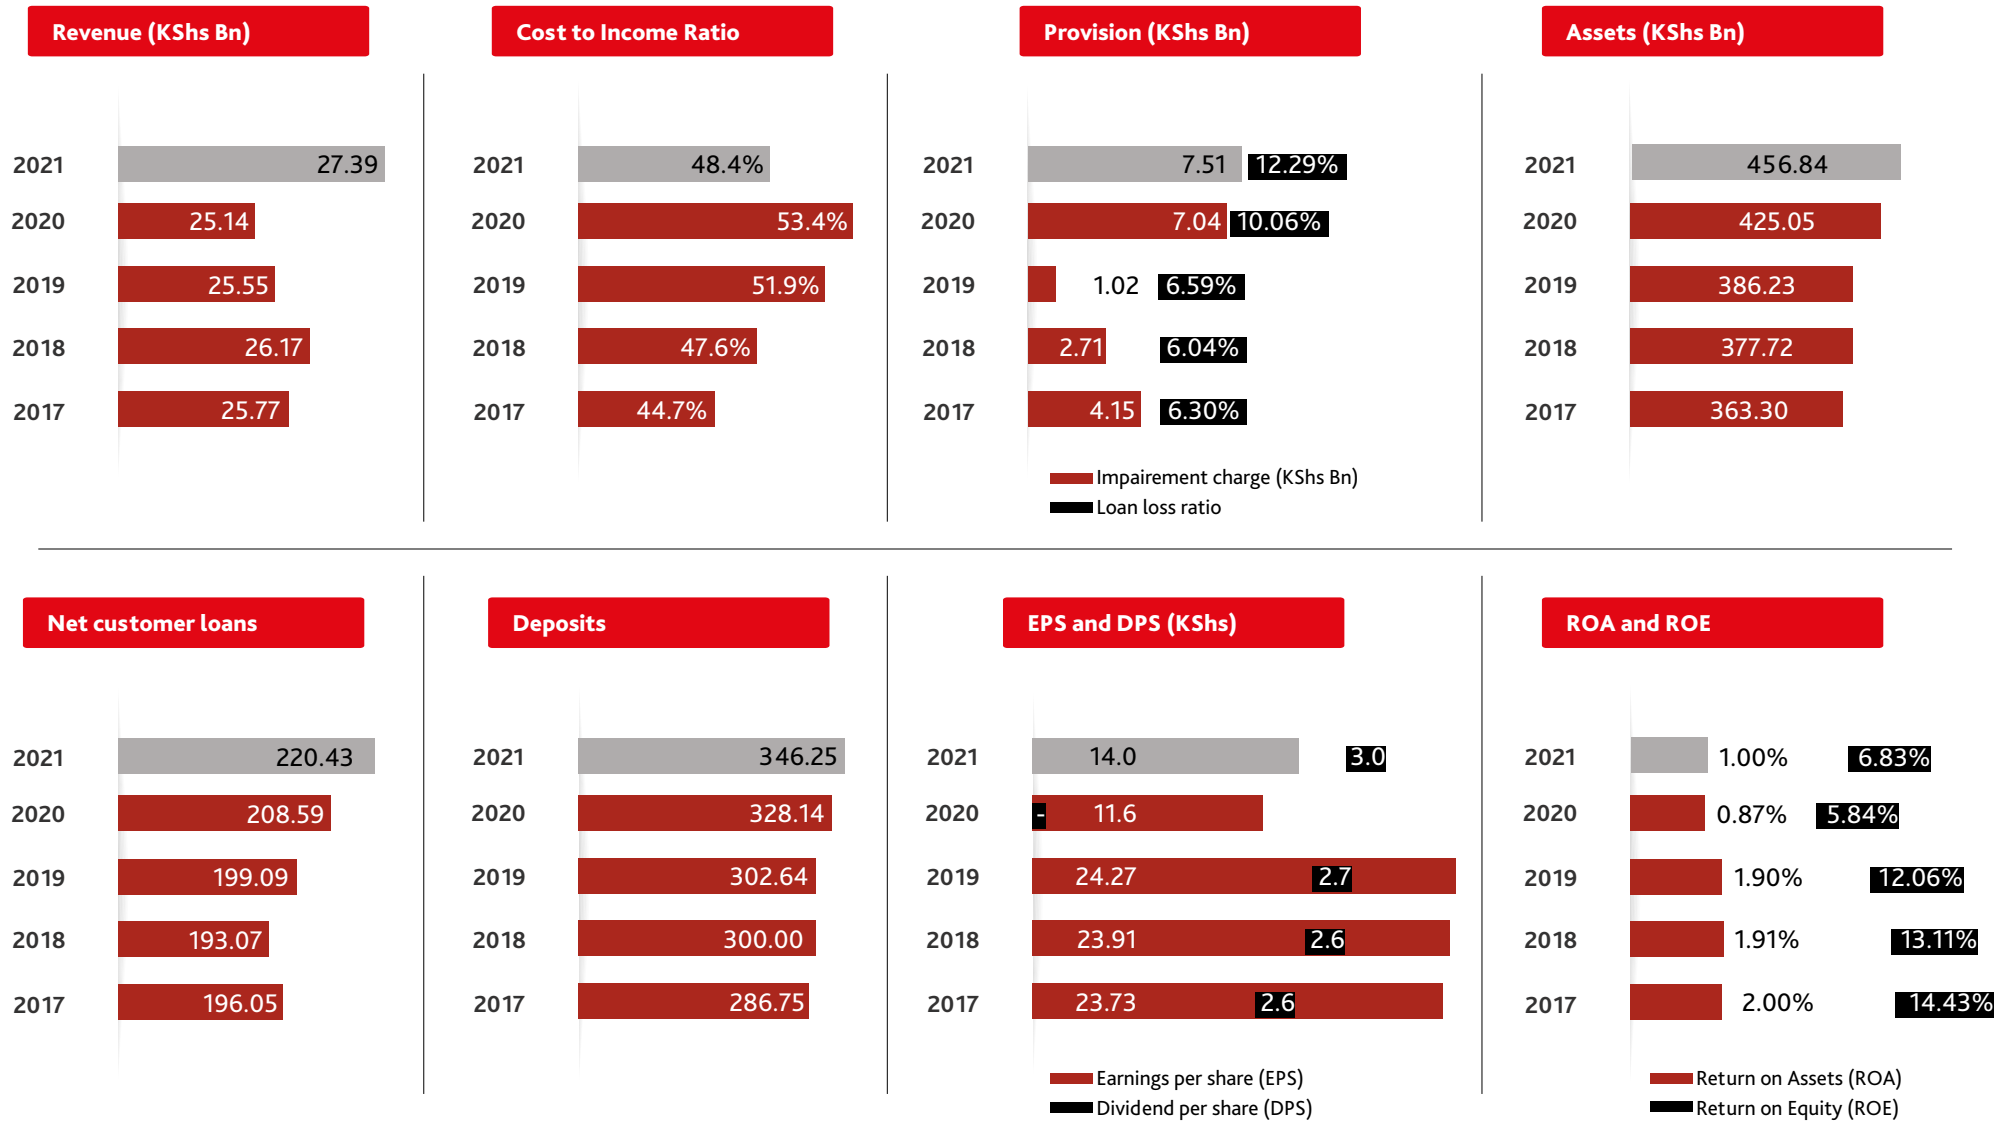 Revenue (KShs Bn)
2021 27.39
2020 25.14
2019 25.55
2018 26.17
2017 25.77
Cost to Income Ratio
2021 48.4%
2020 53.4%
2019 51.9%
2018 47.6%
2017 44.7%
Provision (KShs Bn)
2021 7.51 12.29%
2020 7.04 10.06%
2019 1.02 6.59%
2018 2.71 6.04%
2017 4.15 6.30%
Impairement charge (KShs Bn)
Loan loss ratio
Assets (KShs Bn)
2021 456.84
2020 425.05
2019 386.23
2018 377.72
2017 363.30
Net customer loans
2021 220.43
2020 208.59
2019 199.09
2018 193.07
2017 196.05
Deposits
2021 346.25
2020 328.14
2019 302.64
2018 300.00
2017 286.75
EPS and DPS (KShs)
2021 14.0 3.0
2020 - 11.6
2019 24.27 2.7
2018 23.91 2.6
2017 23.73 2.6
Earnings per share (EPS)
Dividend per share (DPS)
ROA and ROE
2021 1.00% 6.83%
2020 0.87% 5.84%
2019 1.90% 12.06%
2018 1.91% 13.11%
2017 2.00% 14.43%
Return on Assets (ROA)
Return on Equity (ROE)